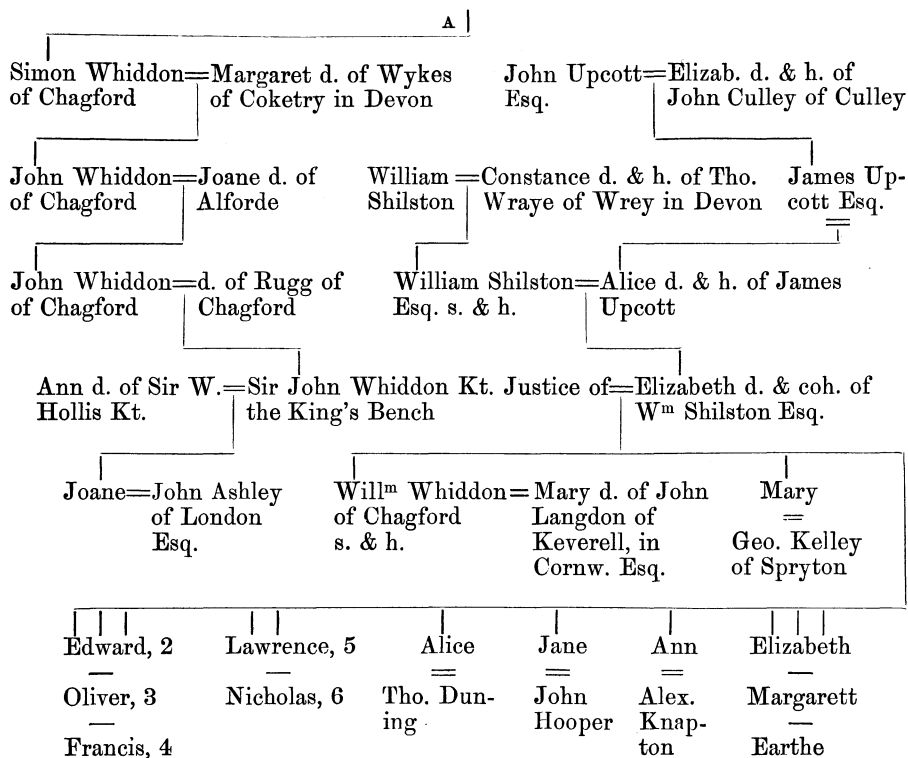 A
Simon Whiddon=Margaret d. of Wykes
of Chagford of Coketry in Devon
John Upcott=Elizab. d. & h. of
Esq. John Culley of Culley
John Whiddon=Joane d. of
of Chagford Alforde
William=Constance d. & h. of Tho.
Shilston Wraye of Wrey in Devon
James Up-
cott Esq.
=
John Whiddon=d. of Rugg of
of Chagford Chagford
William Shilston=Alice d. & h. of James
Esq. s. & h. Upcott
Ann d. of Sir W.=Sir John Whiddon Kt. Justice of=Elizabeth d. & coh. of
Hollis Kt. the King's Bench Wᵐ Shilston Esq.
Joane=John Ashley
of London
Esq.
Willᵐ Whiddon=Mary d. of John
of Chagford Langdon of
s. & h. Keverell, in
Cornw. Esq.
Mary
=
Geo. Kelley
of Spryton
Edward, 2
—
Oliver, 3
—
Francis, 4
Lawrence, 5
—
Nicholas, 6
Alice
=
Tho. Dun-
ing
Jane
=
John
Hooper
Ann
=
Alex.
Knap-
ton
Elizabeth
—
Margarett
—
Earthe